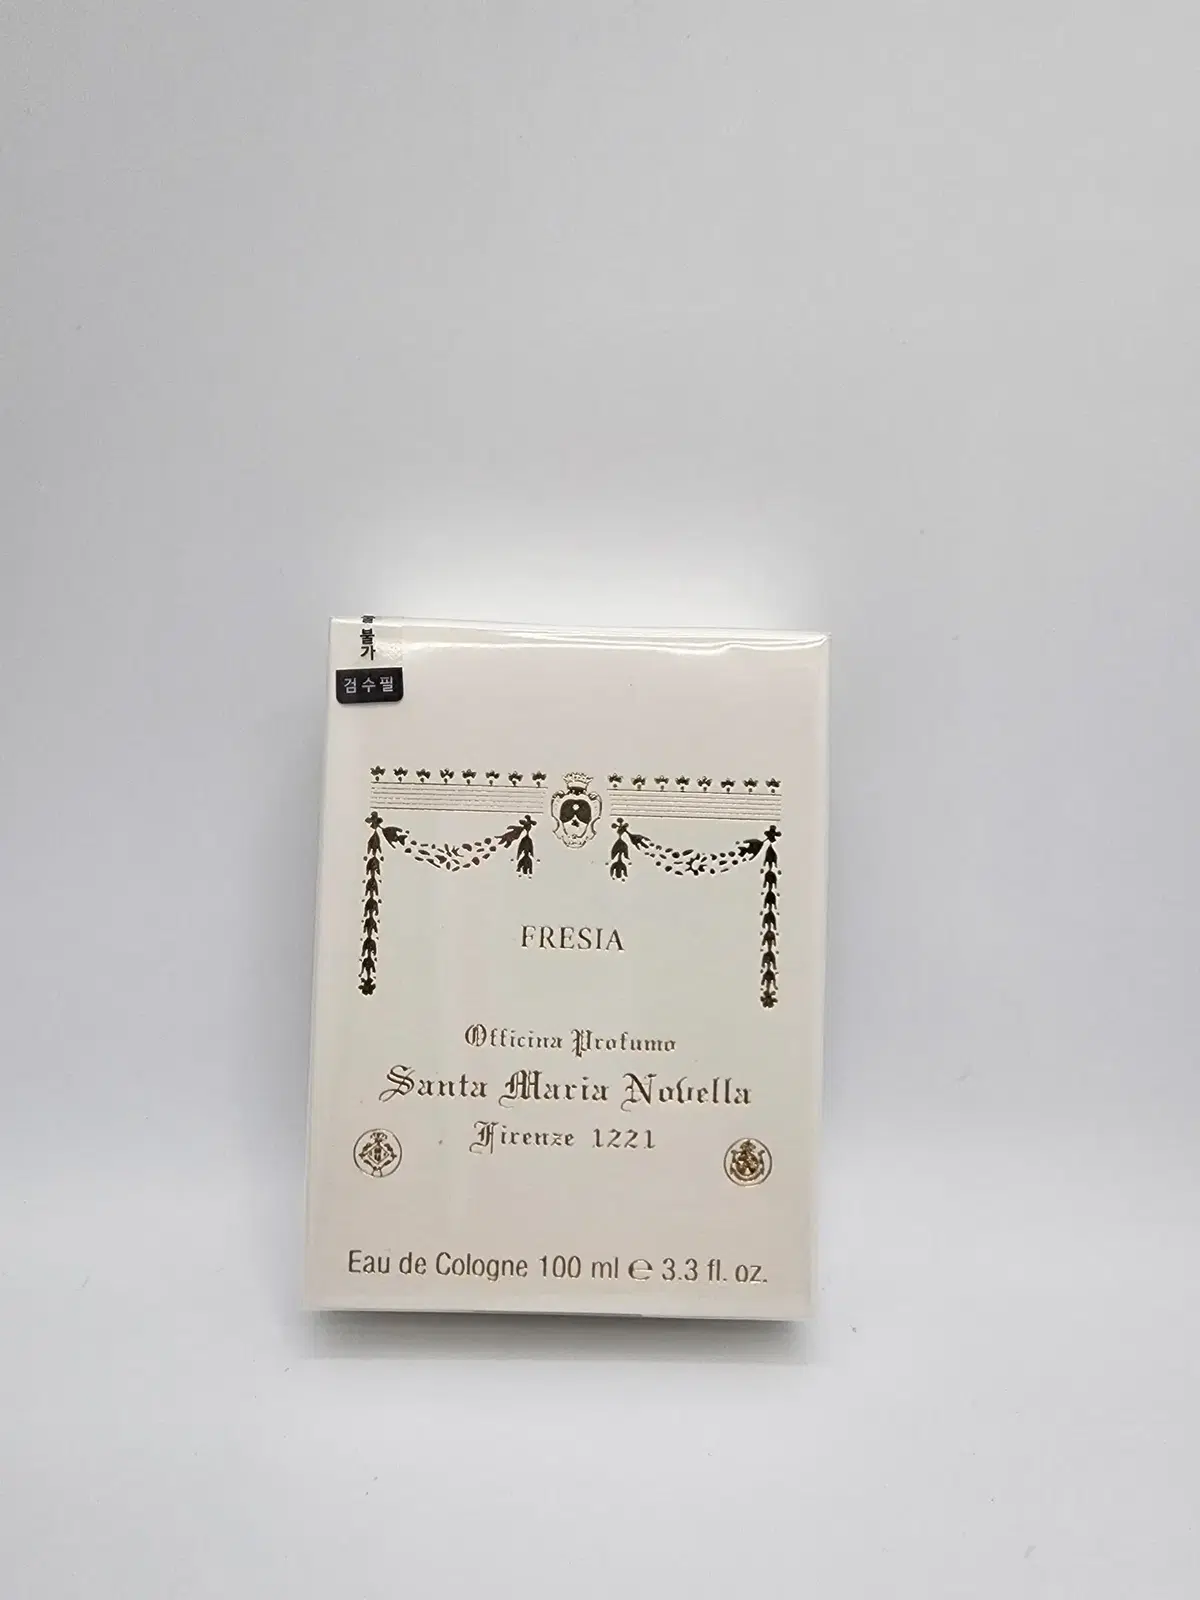 불가
검수필
FRESIA
Officina Profumo
Santa Maria Novella
Firenze 1221
Eau de Cologne 100 ml ℮ 3.3 fl. oz.